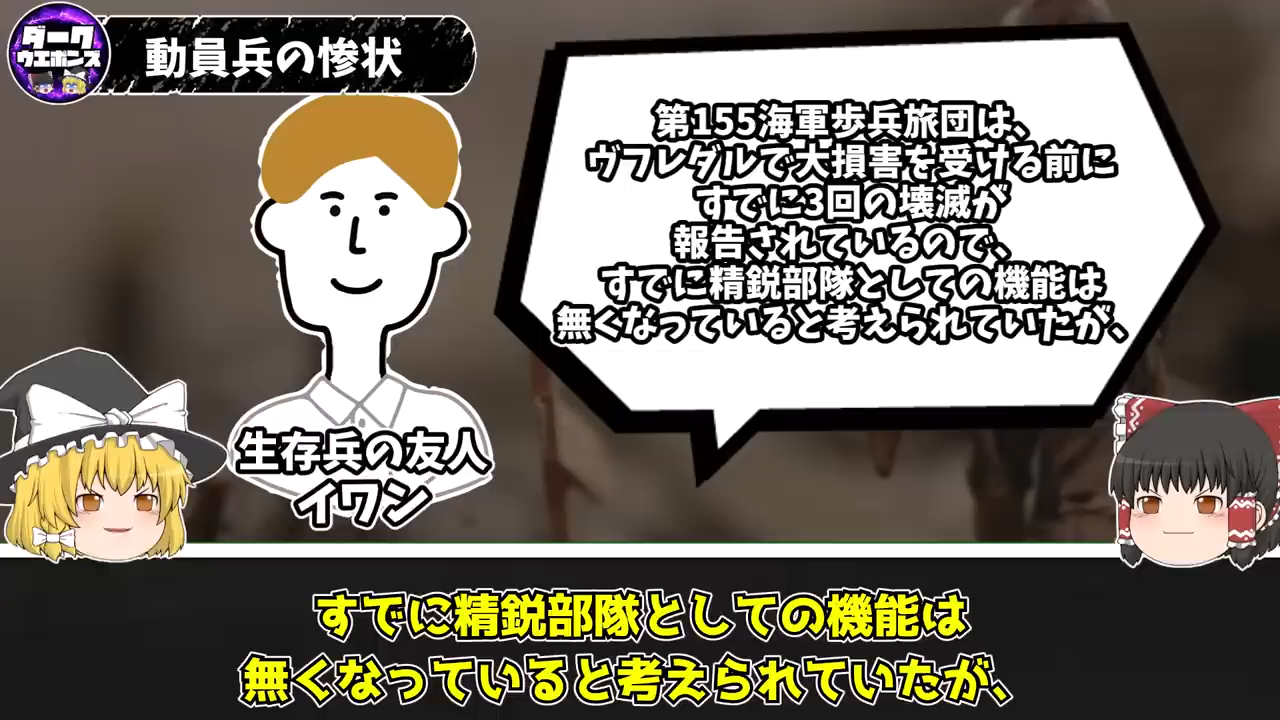 ダーク
ウエポンズ
動員兵の惨状
第155海軍歩兵旅団は、
ヴフレダルで大損害を受ける前に
すでに3回の壊滅が
報告されているので、
すでに精鋭部隊としての機能は
無くなっていると考えられていたが、
生存兵の友人
イワン
すでに精鋭部隊としての機能は
無くなっていると考えられていたが、